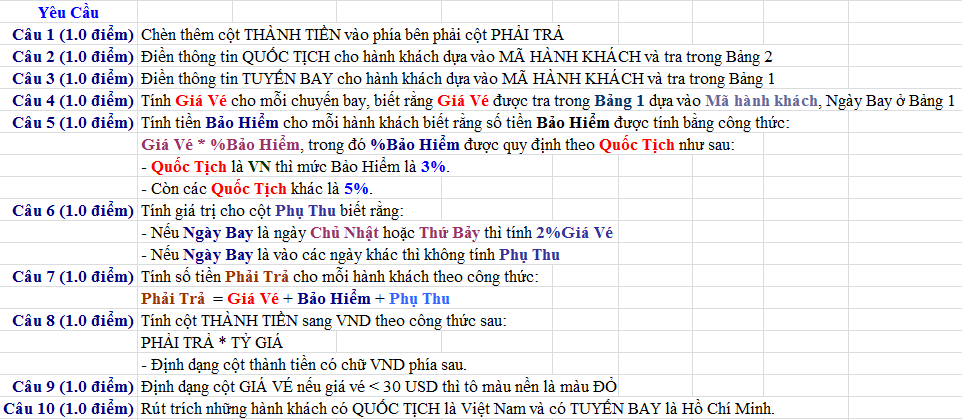 Yêu Cầu
Câu 1 (1.0 điểm) Chèn thêm cột THÀNH TIỀN vào phía bên phải cột PHẢI TRẢ
Câu 2 (1.0 điểm) Điền thông tin QUỐC TỊCH cho hành khách dựa vào MÃ HÀNH KHÁCH và tra trong Bảng 2
Câu 3 (1.0 điểm) Điền thông tin TUYẾN BAY cho hành khách dựa vào MÃ HÀNH KHÁCH và tra trong Bảng 1
Câu 4 (1.0 điểm) Tính Giá Vé cho mỗi chuyến bay, biết rằng Giá Vé được tra trong Bảng 1 dựa vào Mã hành khách, Ngày Bay ở Bảng 1
Câu 5 (1.0 điểm) Tính tiền Bảo Hiểm cho mỗi hành khách biết rằng số tiền Bảo Hiểm được tính bằng công thức:
Giá Vé * %Bảo Hiểm, trong đó %Bảo Hiểm được quy định theo Quốc Tịch như sau:
- Quốc Tịch là VN thì mức Bảo Hiểm là 3%.
- Còn các Quốc Tịch khác là 5%.
Câu 6 (1.0 điểm) Tính giá trị cho cột Phụ Thu biết rằng:
- Nếu Ngày Bay là ngày Chủ Nhật hoặc Thứ Bảy thì tính 2%Giá Vé
- Nếu Ngày Bay là vào các ngày khác thì không tính Phụ Thu
Câu 7 (1.0 điểm) Tính số tiền Phải Trả cho mỗi hành khách theo công thức:
Phải Trả = Giá Vé + Bảo Hiểm + Phụ Thu
Câu 8 (1.0 điểm) Tính cột THÀNH TIỀN sang VND theo công thức sau:
PHẢI TRẢ * TỶ GIÁ
- Định dạng cột thành tiền có chữ VND phía sau.
Câu 9 (1.0 điểm) Định dạng cột GIÁ VÉ nếu giá vé < 30 USD thì tô màu nền là màu ĐỎ
Câu 10 (1.0 điểm) Rút trích những hành khách có QUỐC TỊCH là Việt Nam và có TUYẾN BAY là Hồ Chí Minh.